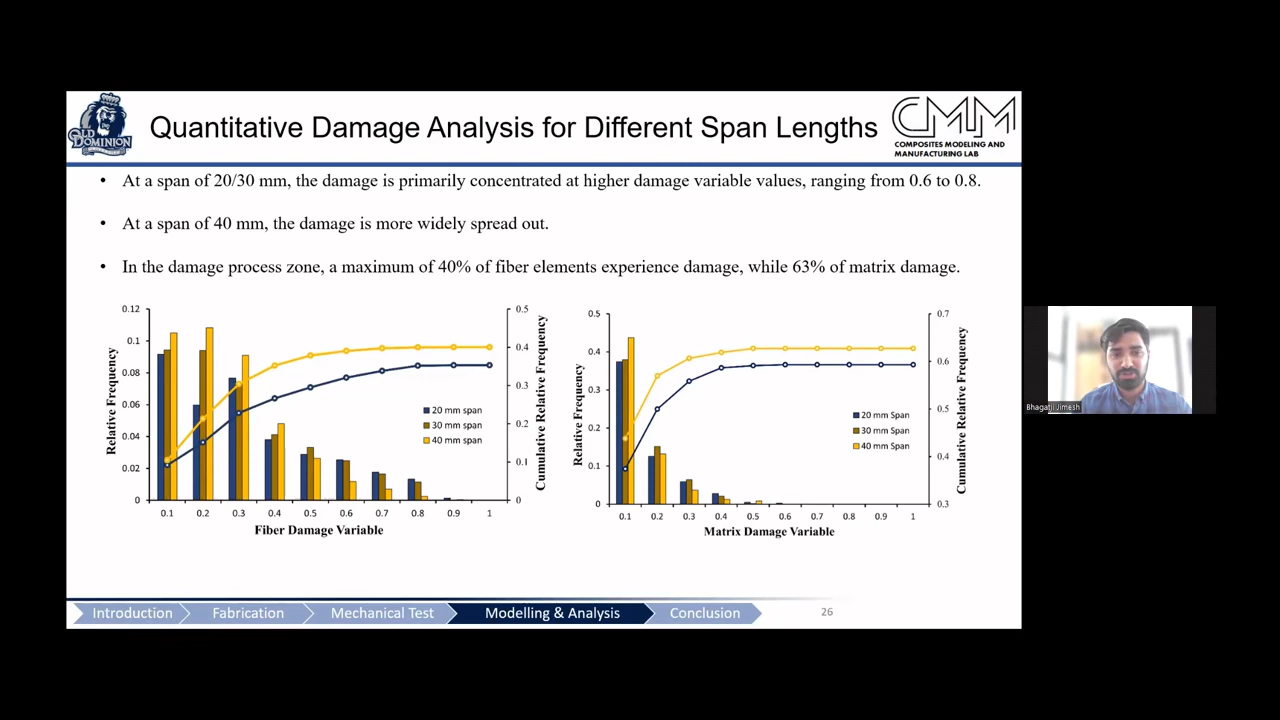 OLD DOMINION
Quantitative Damage Analysis for Different Span Lengths
CMM
COMPOSITES MODELING AND
MANUFACTURING LAB
• At a span of 20/30 mm, the damage is primarily concentrated at higher damage variable values, ranging from 0.6 to 0.8.
• At a span of 40 mm, the damage is more widely spread out.
• In the damage process zone, a maximum of 40% of fiber elements experience damage, while 63% of matrix damage.
Relative Frequency
0.12
0.1
0.08
0.06
0.04
0.02
0
0.5
0.4
0.3
0.2
0.1
0
Cumulative Relative Frequency
20 mm span
30 mm span
40 mm span
0.1 0.2 0.3 0.4 0.5 0.6 0.7 0.8 0.9 1
Fiber Damage Variable
Relative Frequency
0.5
0.4
0.3
0.2
0.1
0
0.7
0.6
0.5
0.4
0.3
Cumulative Relative Frequency
20 mm Span
30 mm Span
40 mm Span
0.1 0.2 0.3 0.4 0.5 0.6 0.7 0.8 0.9 1
Matrix Damage Variable
Bhagatji Jimesh
Introduction Fabrication Mechanical Test Modelling & Analysis Conclusion 26